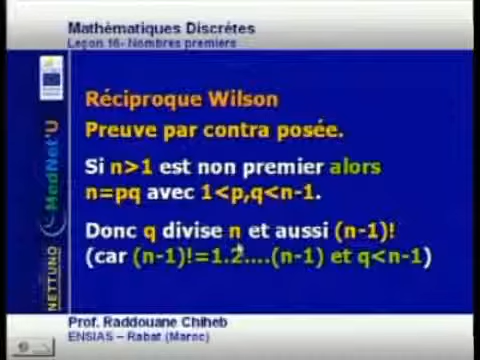 Mathématiques Discrétes
Leçon 16- Nombres premiers
Réciproque Wilson
Preuve par contra posée.
Si n>1 est non premier alors
n=pq avec 1<p,q<n-1.
Donc q divise n et aussi (n-1)!
(car (n-1)!=1.2....(n-1) et q<n-1)
NETTUNO MedNet'U
Prof. Raddouane Chiheb
ENSIAS – Rabat (Maroc)